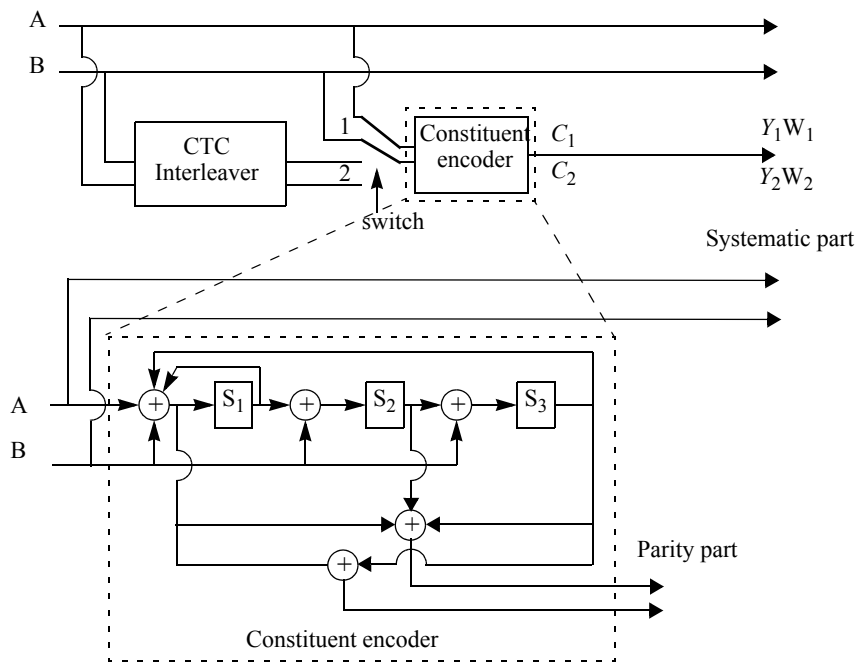 A
B
CTC
Interleaver
1
2
switch
Constituent
encoder
C1
C2
Y1W1
Y2W2
Systematic part
A
B
+
S1
+
S2
+
S3
+
+
Parity part
Constituent encoder